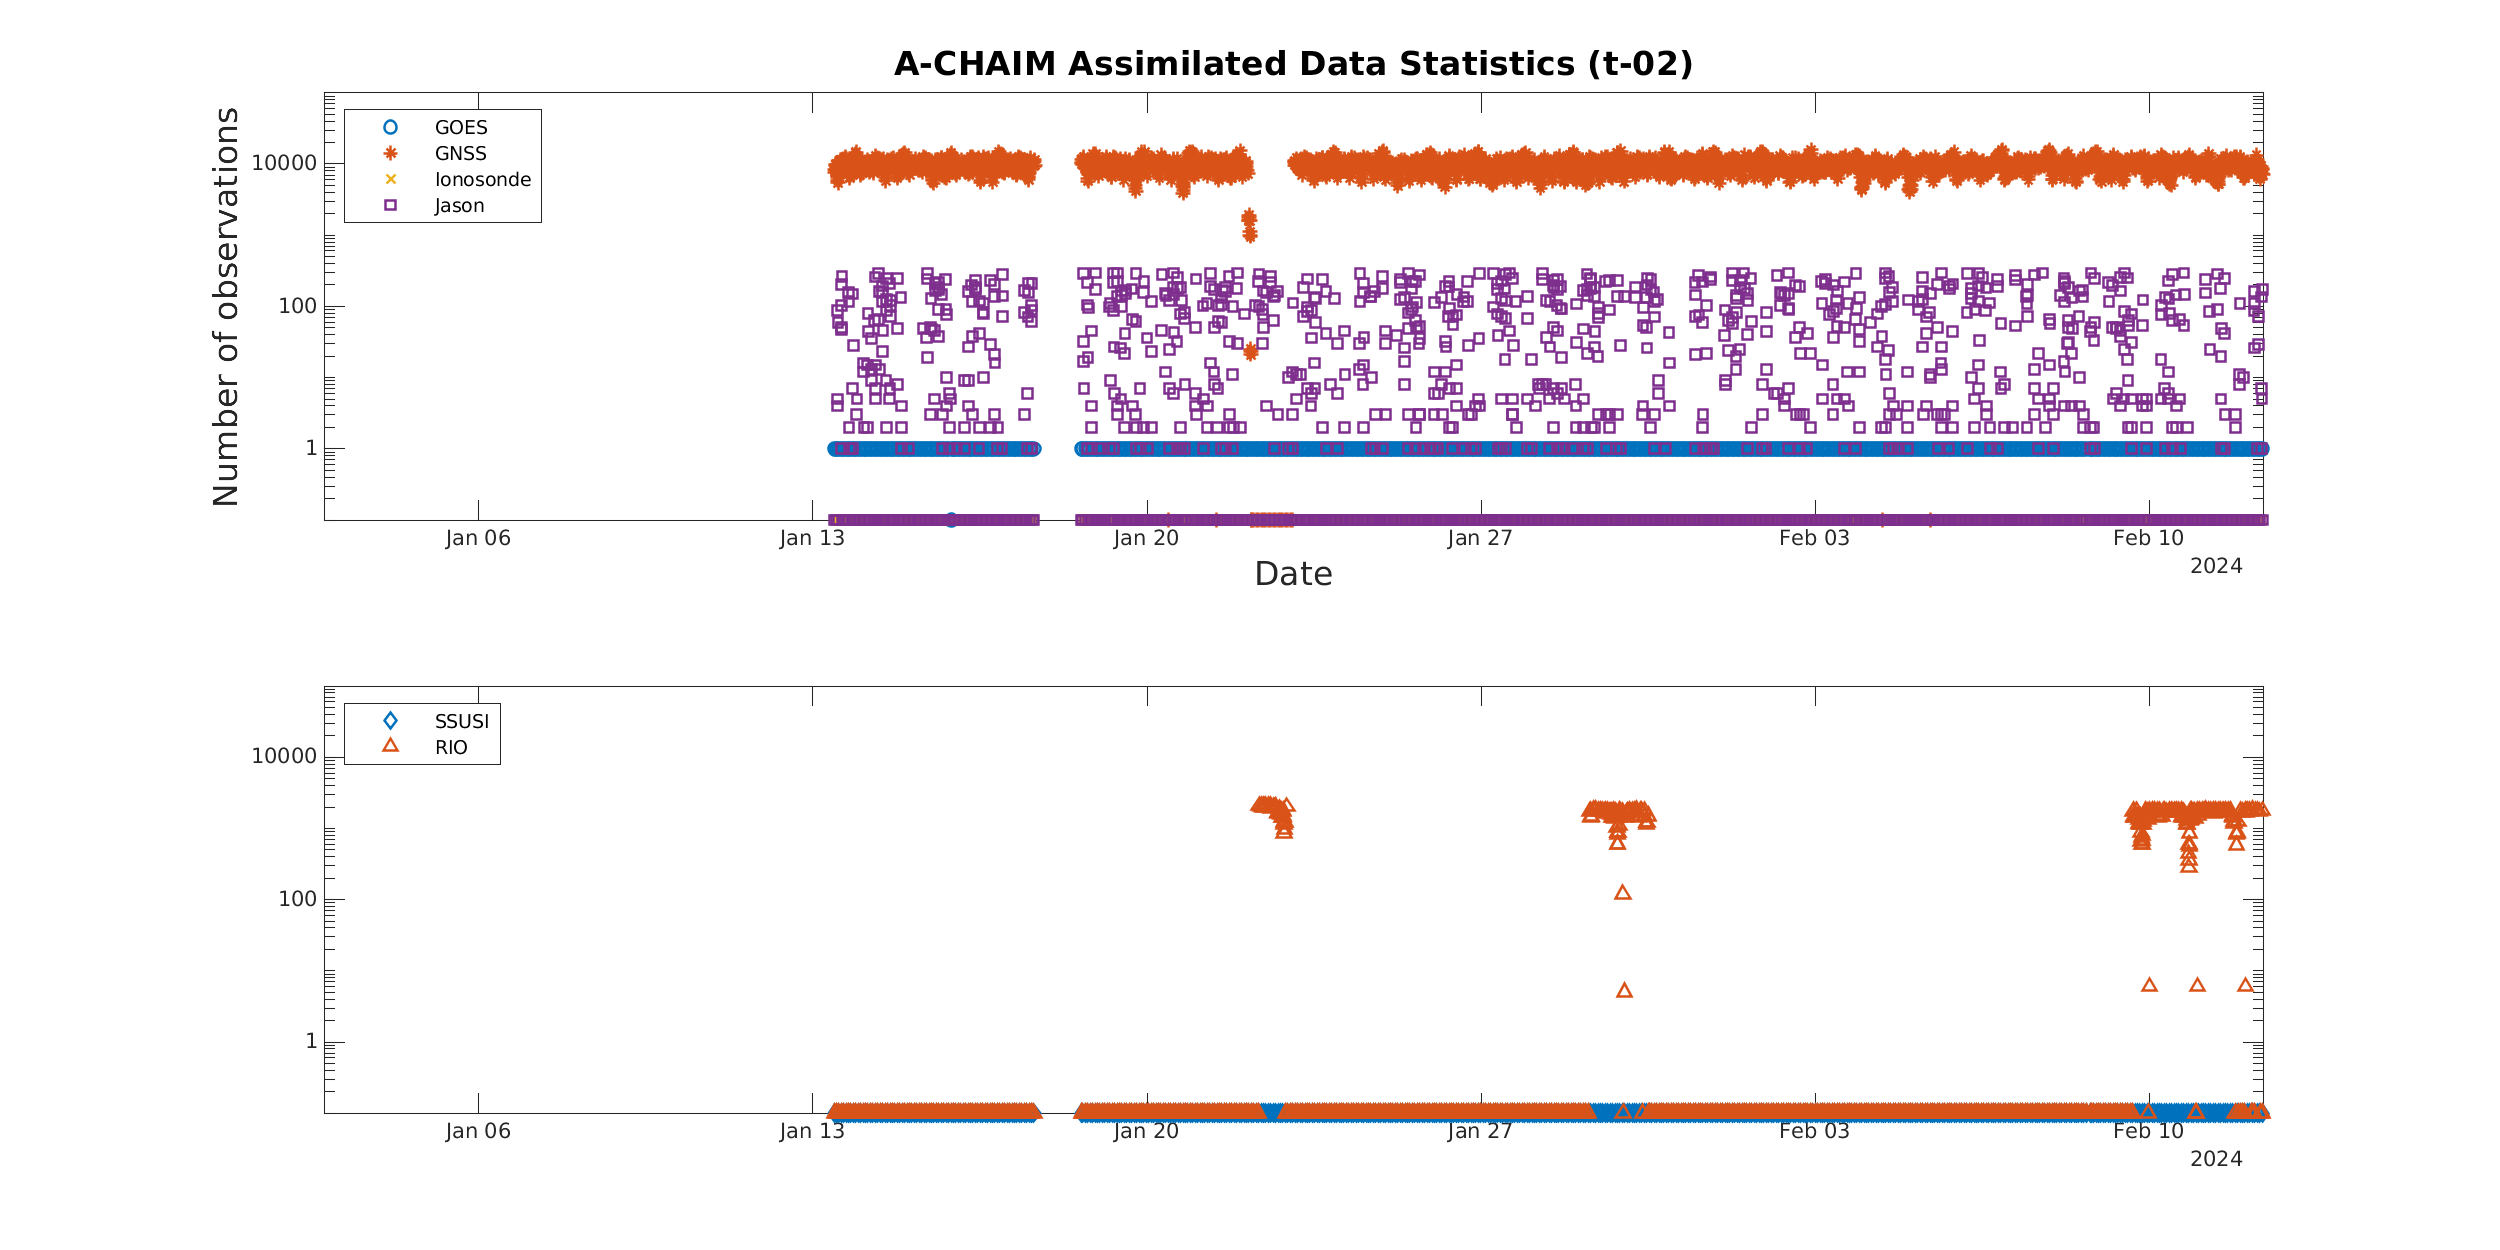 A-CHAIM Assimilated Data Statistics (t-02)
Number of observations
GOES
GNSS
Ionosonde
Jason
10000
100
1
Jan 06
Jan 13
Jan 20
Jan 27
Feb 03
Feb 10
2024
Date
SSUSI
RIO
10000
100
1
Jan 06
Jan 13
Jan 20
Jan 27
Feb 03
Feb 10
2024